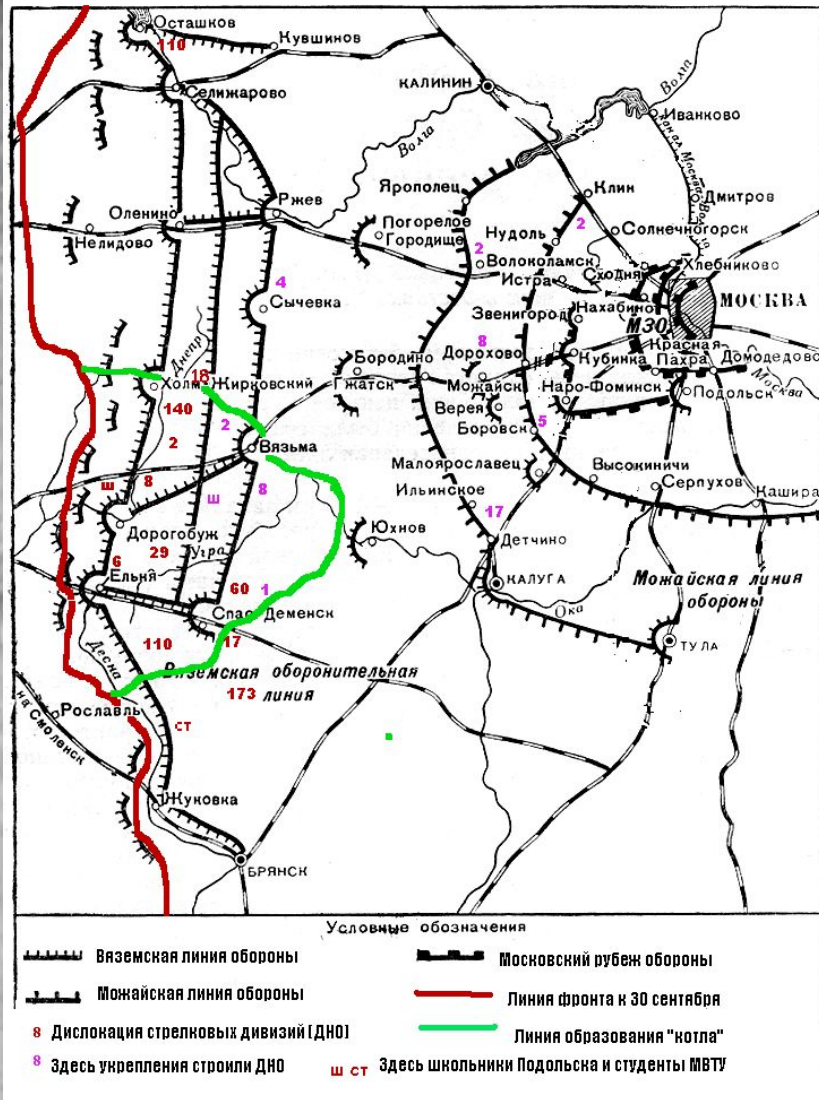 Осташков
110
Кувшинов
Селижарово
КАЛИНИН
Волга
Иванково
Канал Москва-Волга
Волга
Ярополец
Клин
Дмитров
Ржев
Оленино
Нелидово
Погорелое
Городище
2
Нудоль
2
Солнечногорск
Волоколамск
Истра
Сходня
Хлебниково
4
Сычевка
МОСКВА
Звенигород
Нахабино
МЗО
Днепр
8
Дорохово
Красная
Пахра
Домодедово
Бородино
Кубинка
Москва
18
Холм-Жирковский
Гжатск
Можайск
Наро-Фоминск
Подольск
140
Верея
2
2
Боровск
5
Вязьма
Малоярославец
Высокиничи
Серпухов
Кашира
ш
8
ш
8
Ильинское
17
Дорогобуж
29
Угра
Юхнов
Детчино
6
Ельня
60
1
КАЛУГА
Можайская линия
обороны
Спас Деменск
Ока
ТУЛА
110
17
Десна
Вяземская оборонительная
линия
173
Рославль
на Смоленск
ст
Жуковка
БРЯНСК
Условные обозначения
Вяземская линия обороны
Московский рубеж обороны
Можайская линия обороны
Линия фронта к 30 сентября
8 Дислокация стрелковых дивизий (ДНО)
Линия образования "котла"
8 Здесь укрепления строили ДНО
ш ст Здесь школьники Подольска и студенты МВТУ